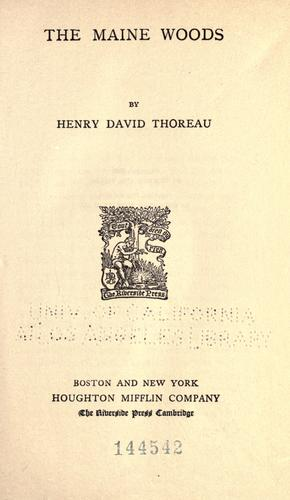 THE MAINE WOODS
BY
HENRY DAVID THOREAU
The Riverside Press
UNIV. OF CALIFORNIA
AT LOS ANGELES LIBRARY
BOSTON AND NEW YORK
HOUGHTON MIFFLIN COMPANY
The Riverside Press Cambridge
144542